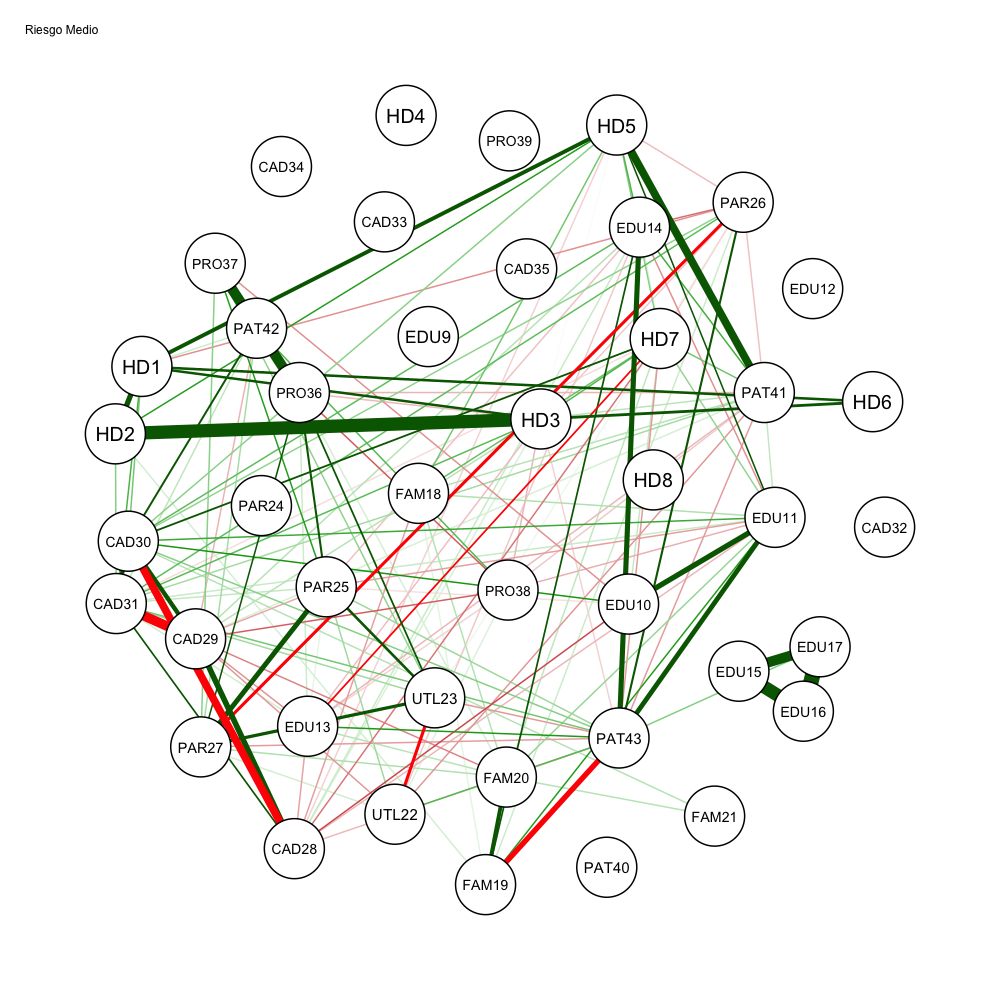 Riesgo Medio
HD4
HD5
PRO39
CAD34
PAR26
CAD33
EDU14
PRO37
CAD35
EDU12
PAT42
EDU9
HD7
HD1
PRO36
PAT41
HD6
HD3
HD2
HD8
FAM18
PAR24
EDU11
CAD32
CAD30
PAR25
PRO38
CAD31
EDU10
CAD29
EDU17
EDU15
UTL23
EDU16
EDU13
PAT43
PAR27
FAM20
UTL22
FAM21
CAD28
PAT40
FAM19